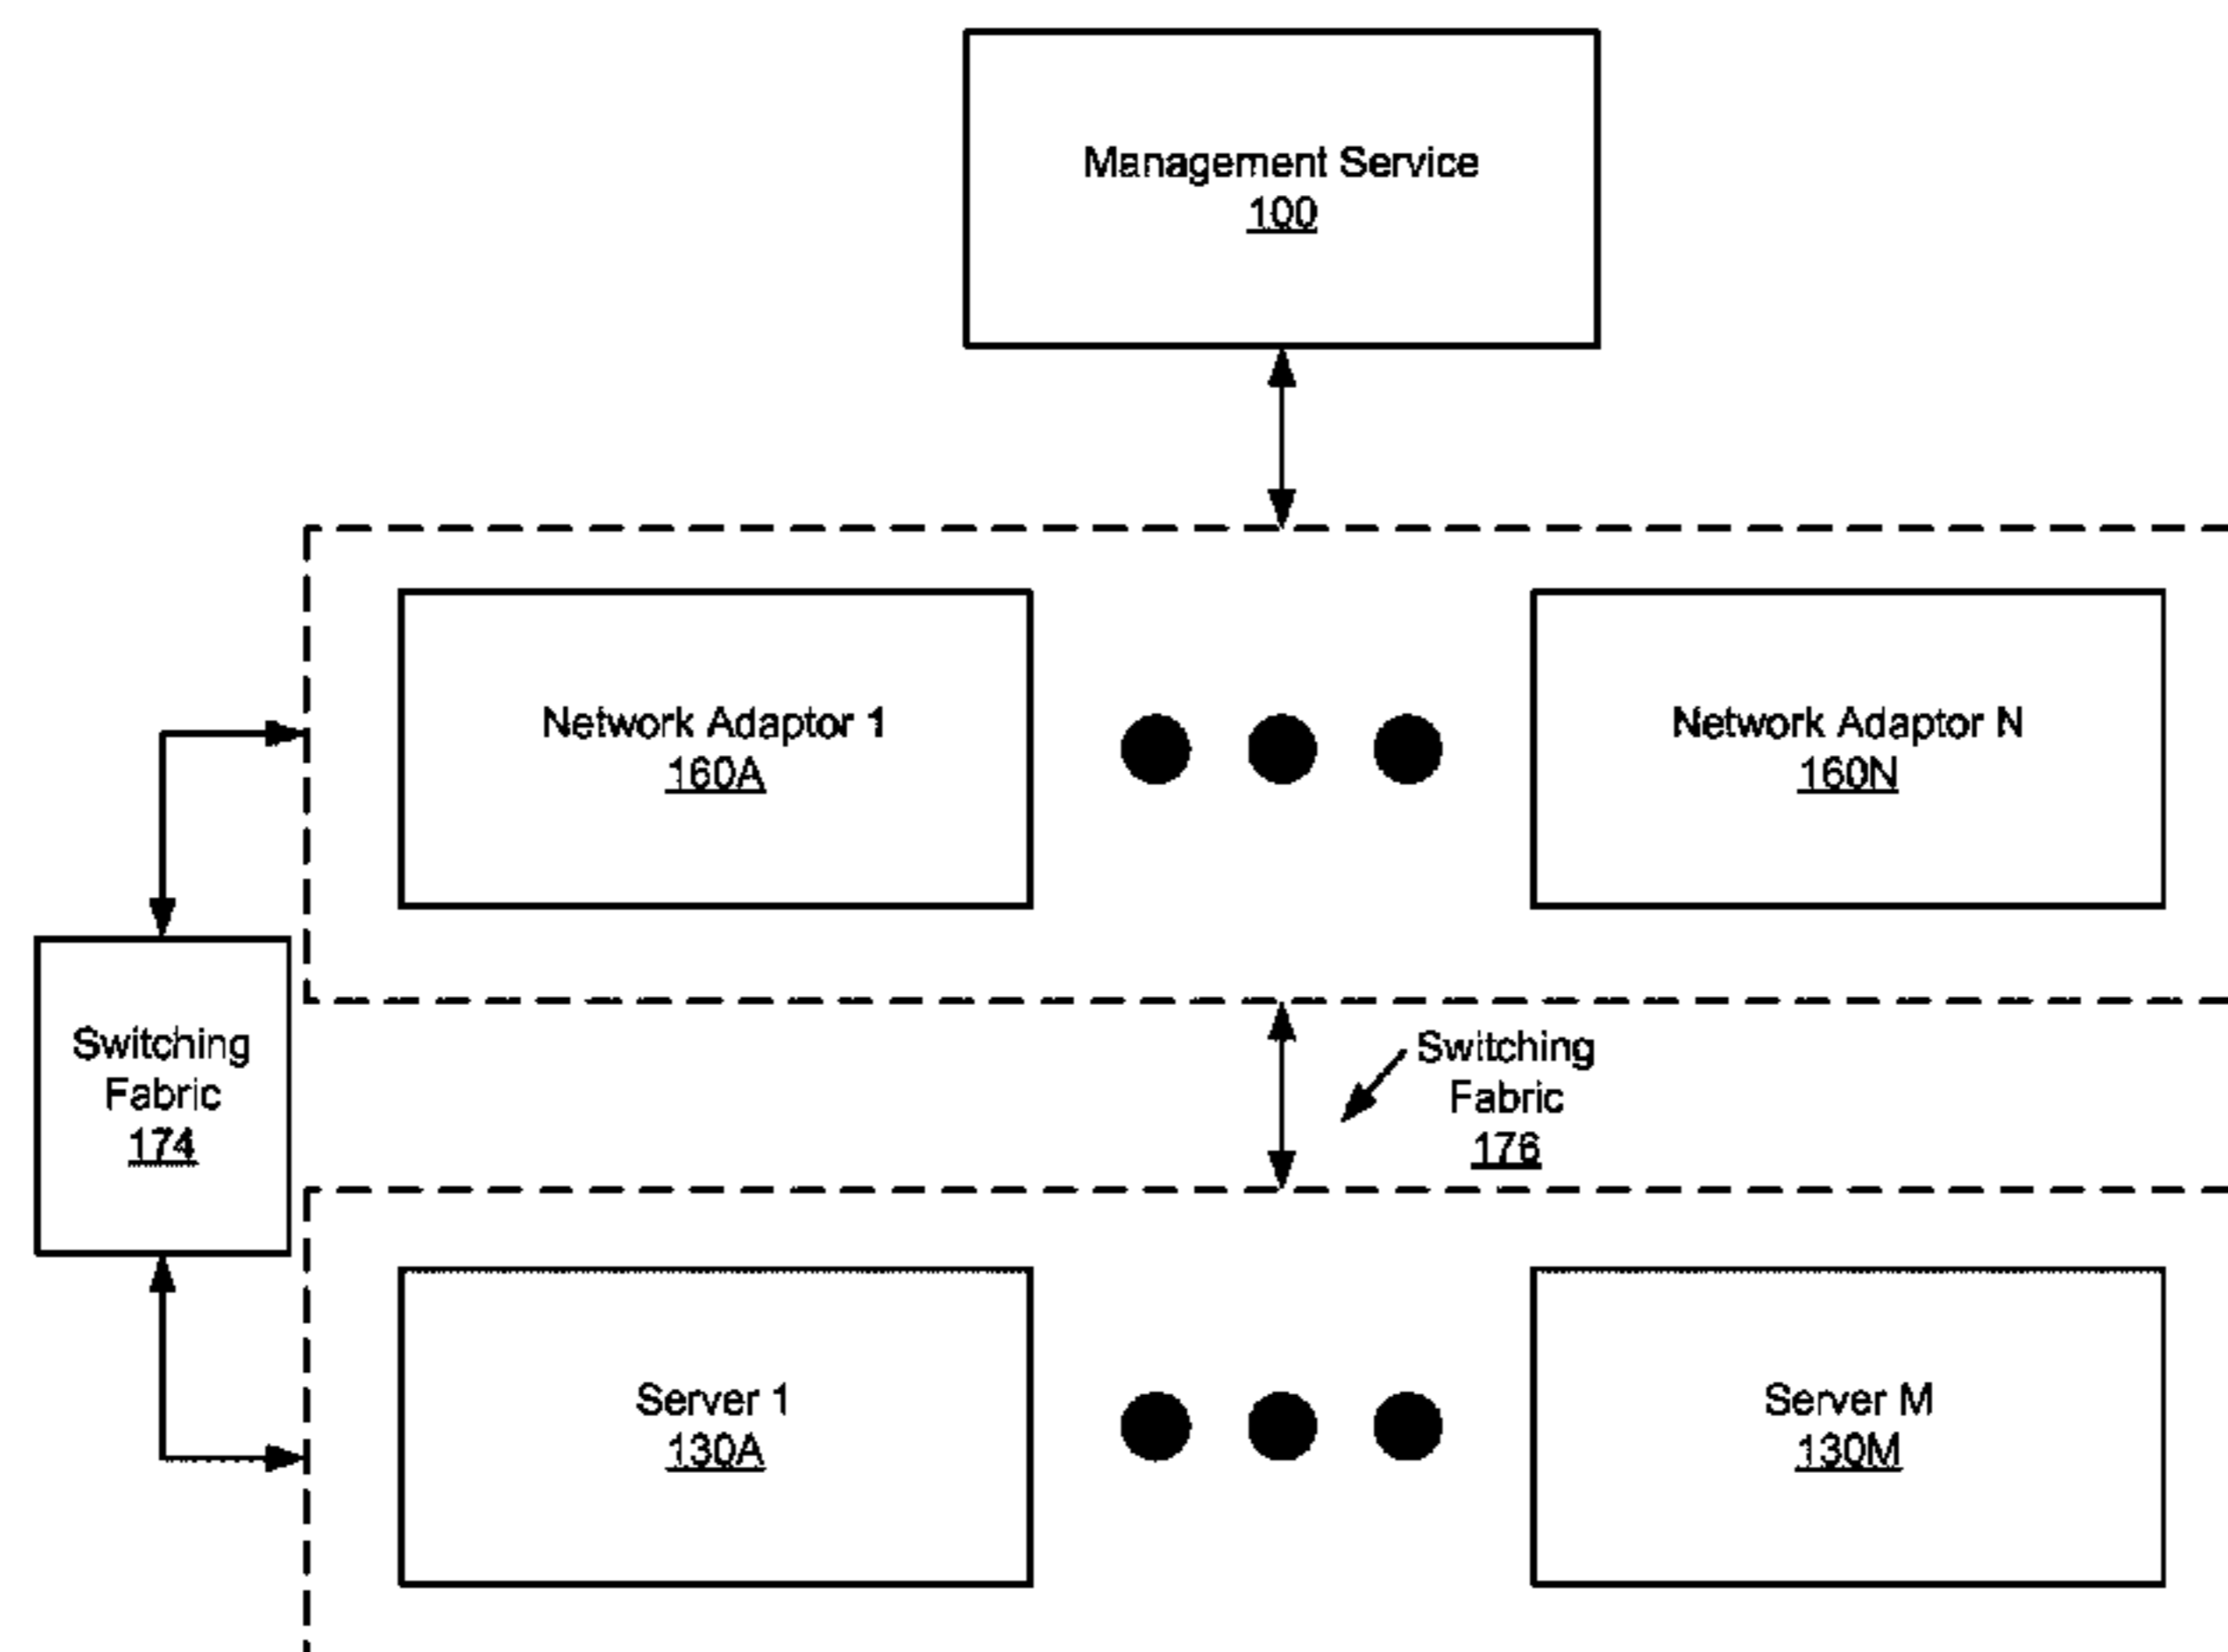 Management Service
100
Network Adaptor 1
160A
Network Adaptor N
160N
Switching
Fabric
174
Switching
Fabric
176
Server 1
130A
Server M
130M